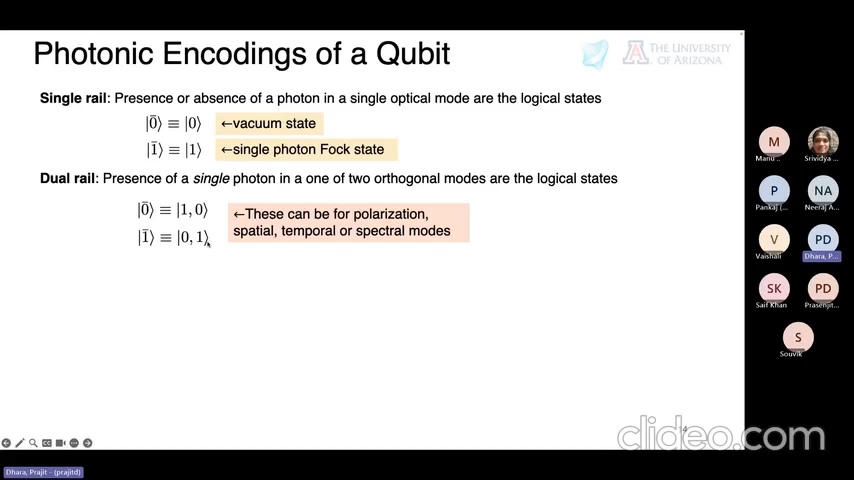 Photonic Encodings of a Qubit
THE UNIVERSITY
OF ARIZONA
Single rail: Presence or absence of a photon in a single optical mode are the logical states
|0̄⟩ ≡ |0⟩ ←vacuum state
|1̄⟩ ≡ |1⟩ ←single photon Fock state
Dual rail: Presence of a single photon in a one of two orthogonal modes are the logical states
|0̄⟩ ≡ |1, 0⟩
←These can be for polarization,
spatial, temporal or spectral modes
|1̄⟩ ≡ |0, 1⟩
M
Manu ..
Srividya ...
P
Pankaj (...
NA
Neeraj A...
V
Vaishali
PD
Dhara, P...
SK
Saif Khan
PD
Prasenjit...
S
Souvik
14
clideo.com
Dhara, Prajit - (prajitd)